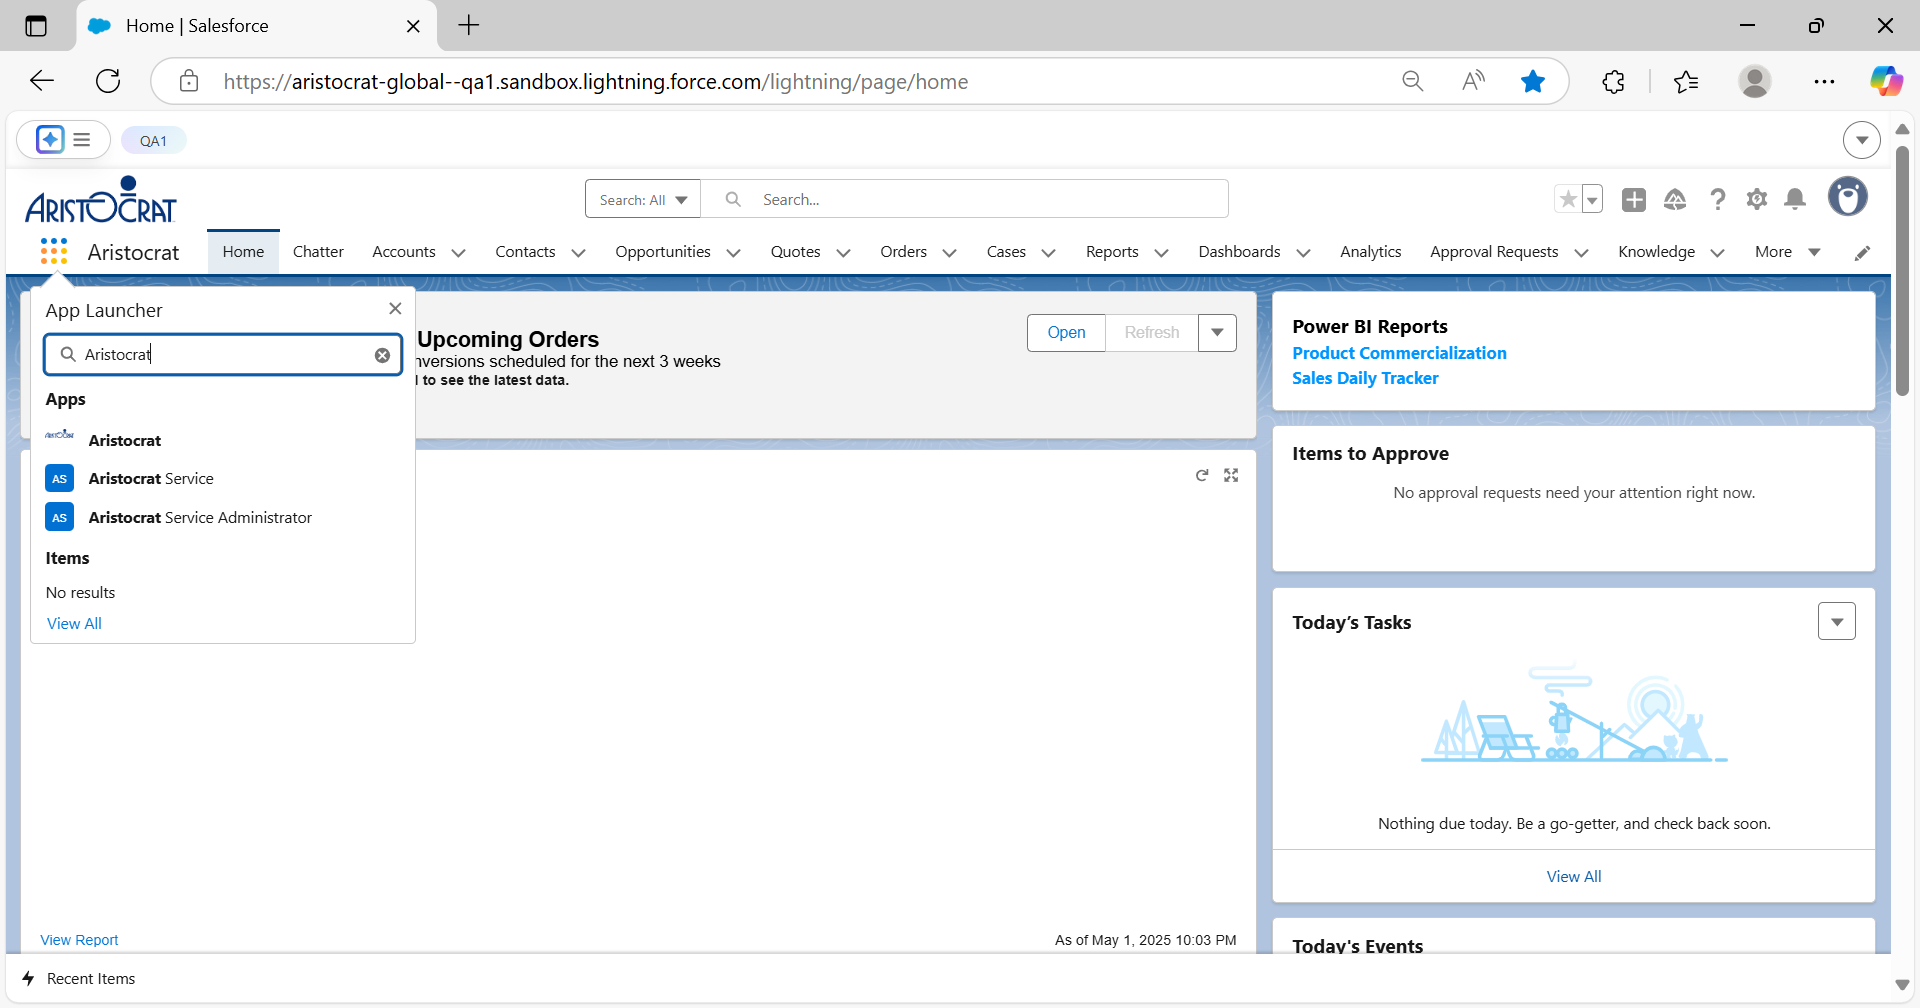 Home | Salesforce
https://aristocrat-global--qa1.sandbox.lightning.force.com/lightning/page/home
QA1
ARISTOCRAT
Search: All
Search...
Aristocrat
Home
Chatter
Accounts
Contacts
Opportunities
Quotes
Orders
Cases
Reports
Dashboards
Analytics
Approval Requests
Knowledge
More
App Launcher
Aristocrat
Apps
ARISTOCRAT
Aristocrat
AS
Aristocrat Service
AS
Aristocrat Service Administrator
Items
No results
View All
Upcoming Orders
nversions scheduled for the next 3 weeks
to see the latest data.
Open
Refresh
View Report
As of May 1, 2025 10:03 PM
Power BI Reports
Product Commercialization
Sales Daily Tracker
Items to Approve
No approval requests need your attention right now.
Today’s Tasks
Nothing due today. Be a go-getter, and check back soon.
View All
Today's Events
Recent Items